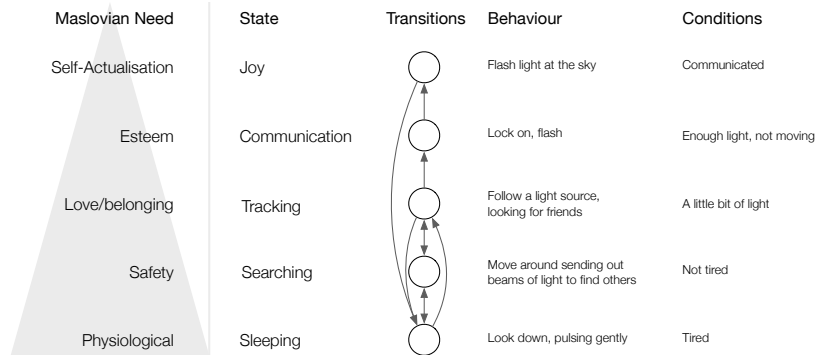 Maslovian Need State Transitions Behaviour Conditions
Self-Actualisation Joy Flash light at the sky Communicated
Esteem Communication Lock on, flash Enough light, not moving
Love/belonging Tracking Follow a light source, A little bit of light
looking for friends
Safety Searching Move around sending out Not tired
beams of light to find others
Physiological Sleeping Look down, pulsing gently Tired